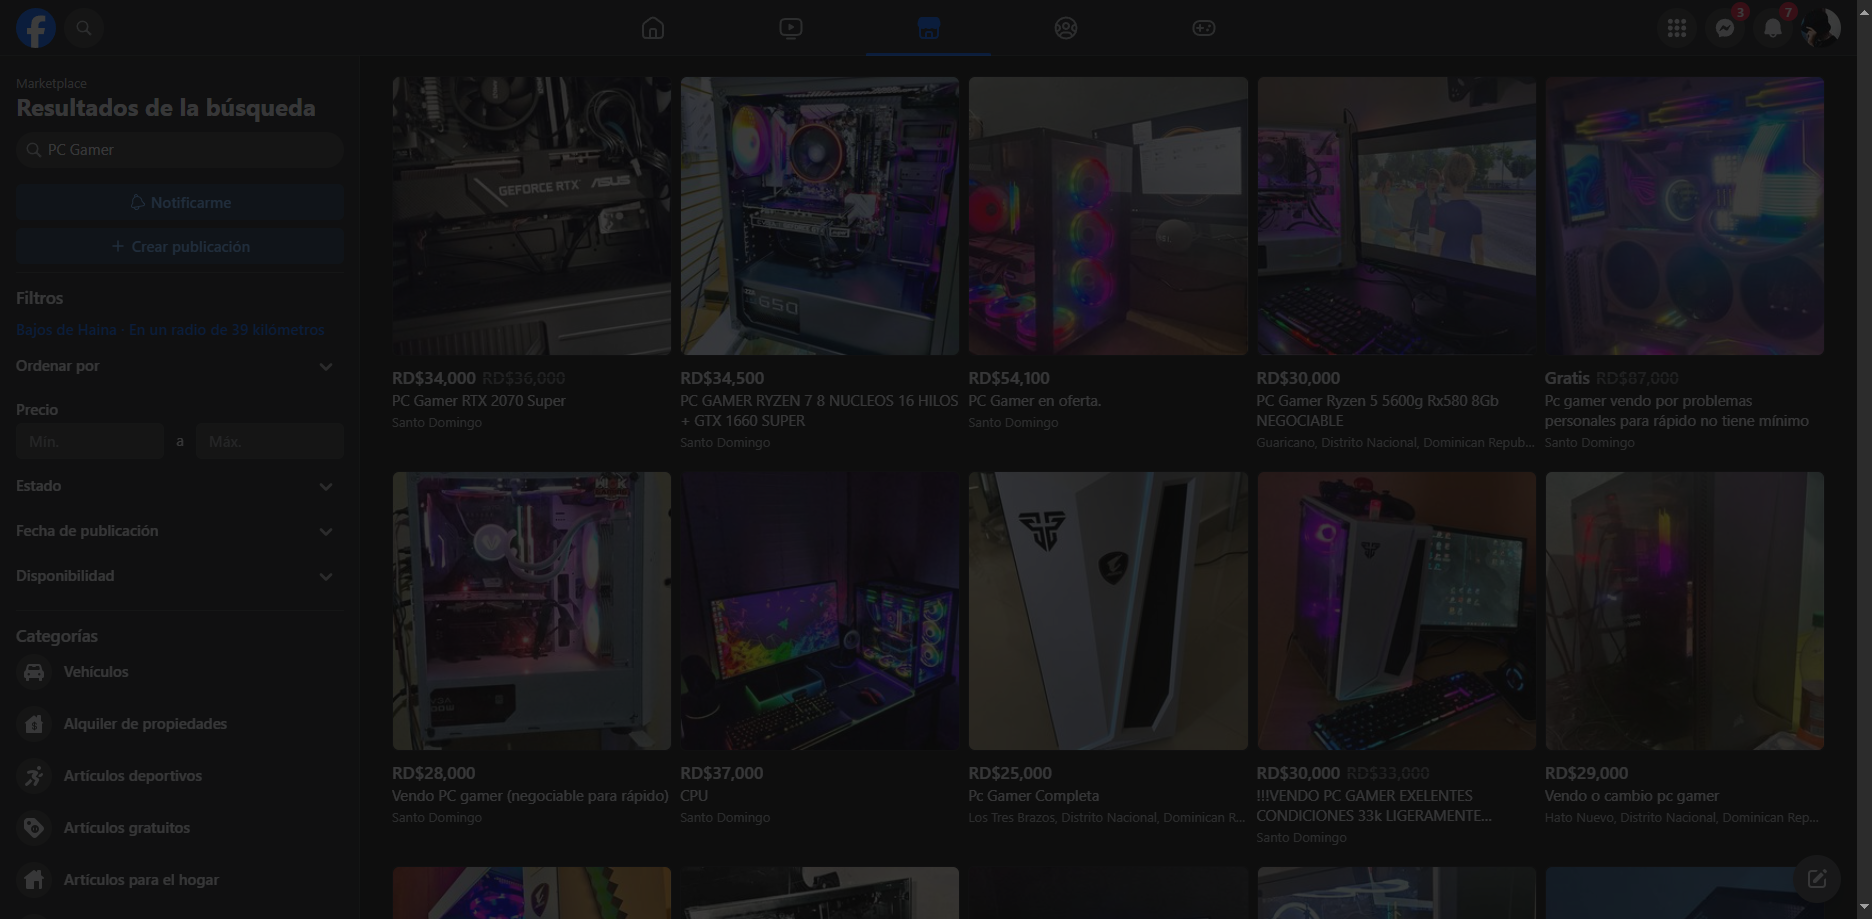 3
7
Marketplace
Resultados de la búsqueda
PC Gamer
Notificarme
Crear publicación
Filtros
Bajos de Haina · En un radio de 39 kilómetros
Ordenar por
Precio
Mín.
a
Máx.
Estado
Fecha de publicación
Disponibilidad
Categorías
Vehículos
Alquiler de propiedades
Artículos deportivos
Artículos gratuitos
Artículos para el hogar
GEFORCE RTX ASUS
650
RD$34,000 RD$36,000
PC Gamer RTX 2070 Super
Santo Domingo
RD$34,500
PC GAMER RYZEN 7 8 NUCLEOS 16 HILOS
+ GTX 1660 SUPER
Santo Domingo
RD$54,100
PC Gamer en oferta.
Santo Domingo
RD$30,000
PC Gamer Ryzen 5 5600g Rx580 8Gb
NEGOCIABLE
Guaricano, Distrito Nacional, Dominican Repub...
Gratis RD$87,000
Pc gamer vendo por problemas
personales para rápido no tiene mínimo
Santo Domingo
RD$28,000
Vendo PC gamer (negociable para rápido)
Santo Domingo
RD$37,000
CPU
Santo Domingo
RD$25,000
Pc Gamer Completa
Los Tres Brazos, Distrito Nacional, Dominican R...
RD$30,000 RD$33,000
!!!VENDO PC GAMER EXELENTES
CONDICIONES 33k LIGERAMENTE...
Santo Domingo
RD$29,000
Vendo o cambio pc gamer
Hato Nuevo, Distrito Nacional, Dominican Rep...